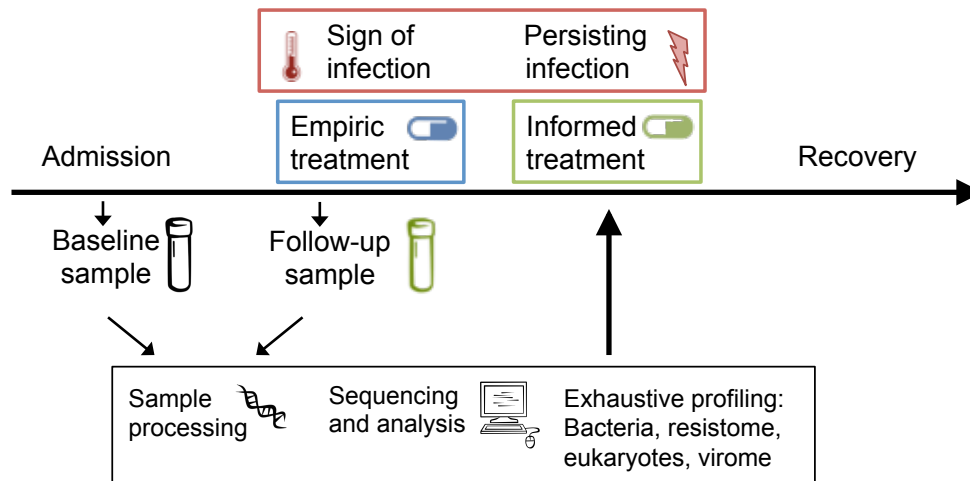 Sign of
infection
Persisting
infection
Empiric
treatment
Informed
treatment
Admission
Recovery
Baseline
sample
Follow-up
sample
Sample
processing
Sequencing
and analysis
Exhaustive profiling:
Bacteria, resistome,
eukaryotes, virome